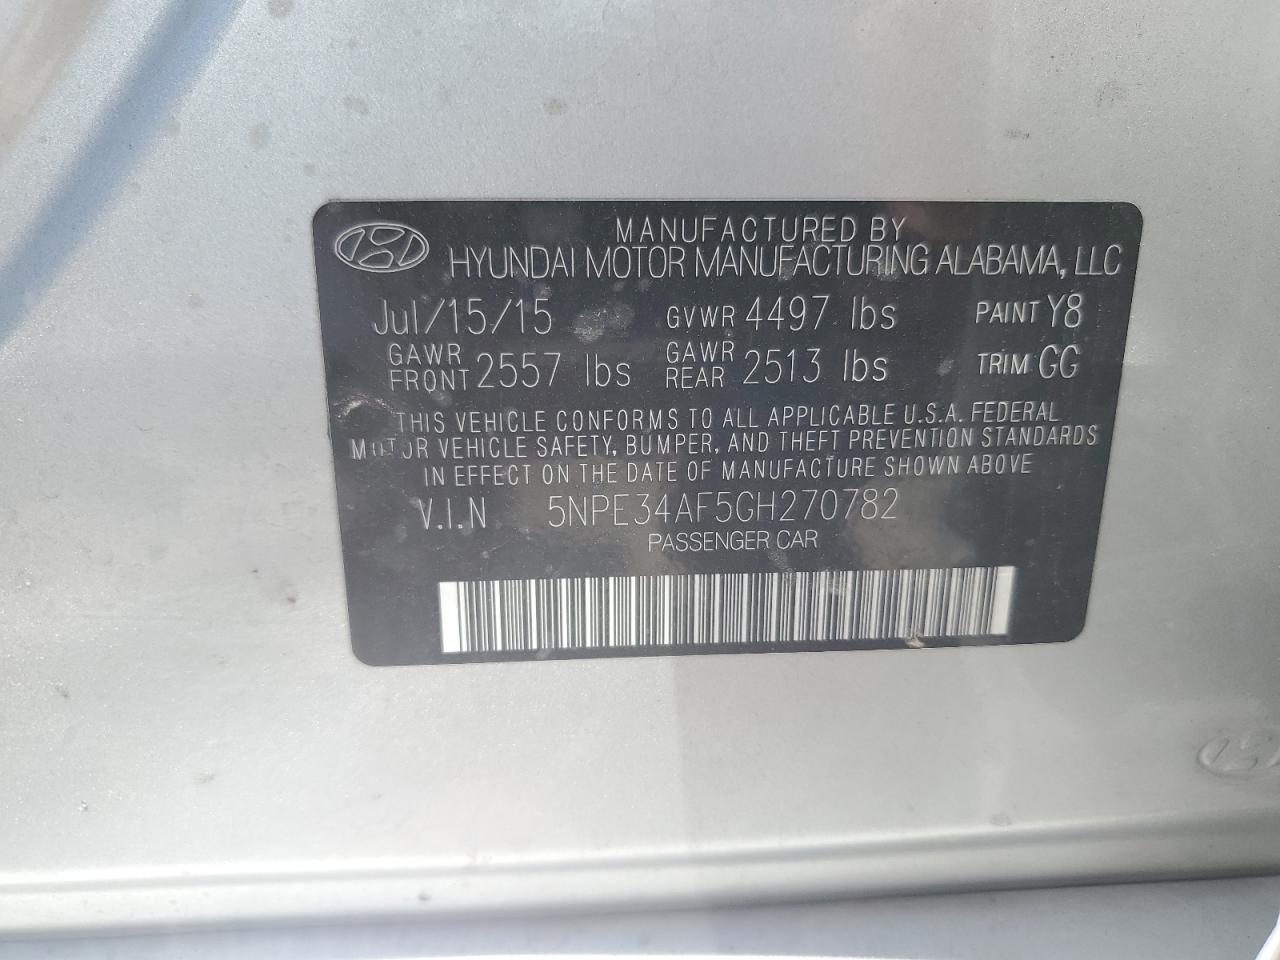 MANUFACTURED BY
HYUNDAI MOTOR MANUFACTURING ALABAMA, LLC
Jul/15/15 GVWR 4497 lbs PAINT Y8
GAWR FRONT 2557 lbs GAWR REAR 2513 lbs TRIM GG
THIS VEHICLE CONFORMS TO ALL APPLICABLE U.S.A. FEDERAL
MOTOR VEHICLE SAFETY, BUMPER, AND THEFT PREVENTION STANDARDS
IN EFFECT ON THE DATE OF MANUFACTURE SHOWN ABOVE
V.I.N 5NPE34AF5GH270782
PASSENGER CAR